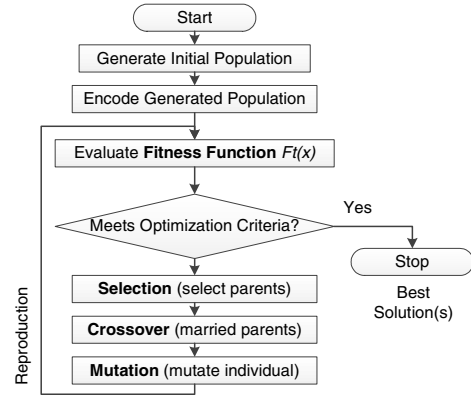 Start
Generate Initial Population
Encode Generated Population
Evaluate Fitness Function Ft(x)
Meets Optimization Criteria?
Yes
Stop
Best
Solution(s)
Selection (select parents)
Crossover (married parents)
Mutation (mutate individual)
Reproduction